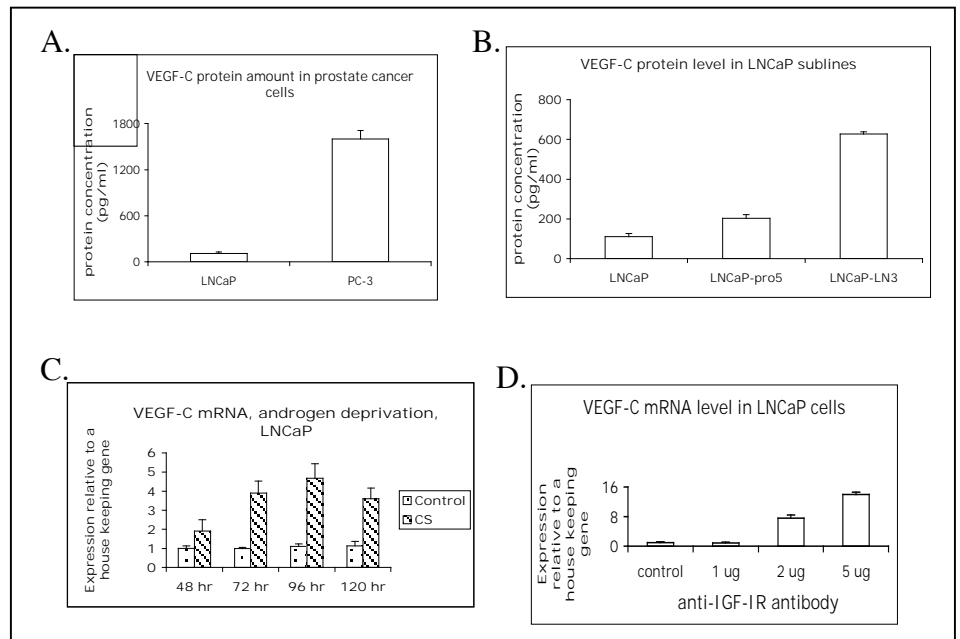 A.
VEGF-C protein amount in prostate cancer
cells
protein concentration
(pg/ml)
1800
1200
600
0
LNCaP
PC-3
B.
VEGF-C protein level in LNCaP sublines
protein concentration
(pg/ml)
800
600
400
200
0
LNCaP
LNCaP-pro5
LNCaP-LN3
C.
VEGF-C mRNA, androgen deprivation,
LNCaP
Expression relative to a
house keeping gene
6
5
4
3
2
1
0
48 hr
72 hr
96 hr
120 hr
Control
CS
D.
VEGF-C mRNA level in LNCaP cells
Expression
relative to a
house keeping
gene
16
8
0
control
1 ug
2 ug
5 ug
anti-IGF-IR antibody